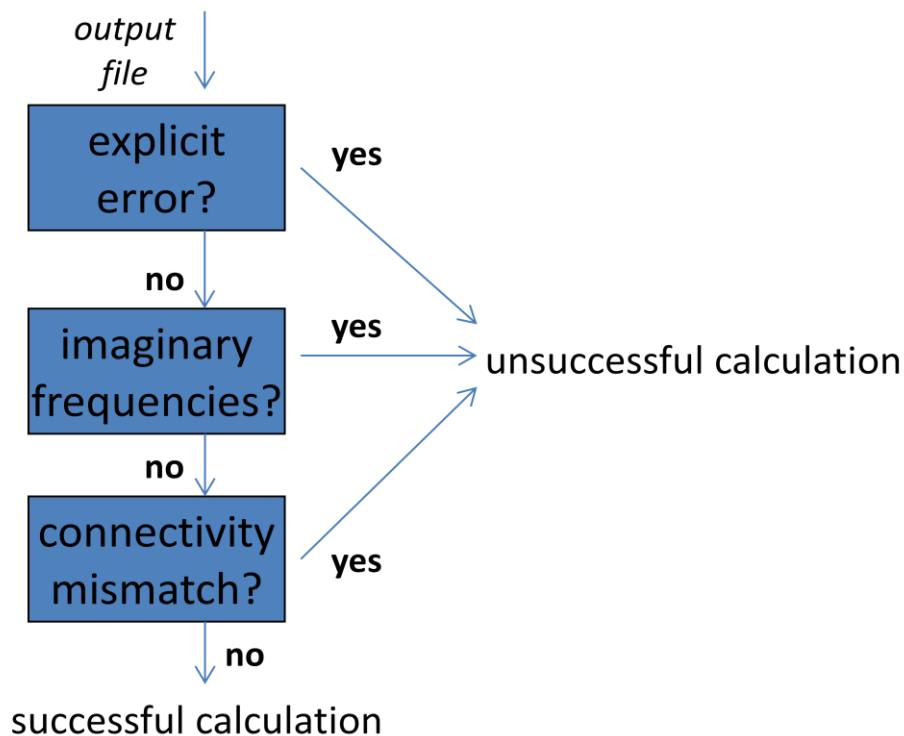 output
file
explicit
error?
yes
no
imaginary
frequencies?
yes
unsuccessful calculation
no
connectivity
mismatch?
yes
no
successful calculation